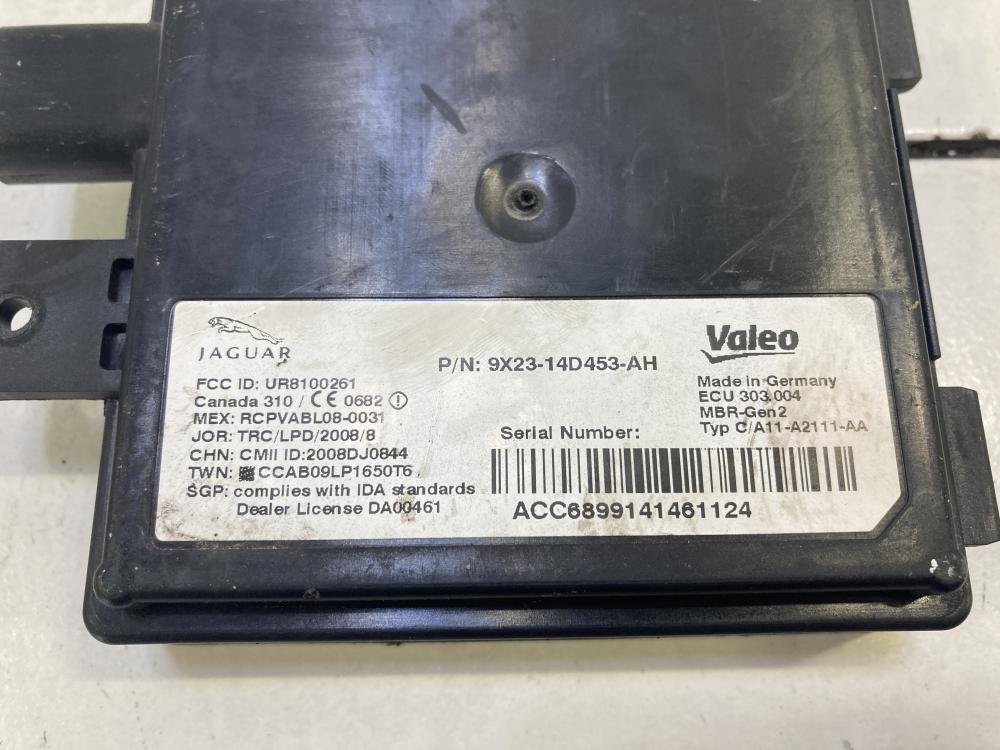 JAGUAR
P/N: 9X23-14D453-AH
Valeo
FCC ID: UR8100261
Canada 310 / CE 0682
MEX: RCPVABL08-0031
JOR: TRC/LPD/2008/8
CHN: CMII ID:2008DJ0844
TWN: CCAB09LP1650T6
SGP: complies with IDA standards
Dealer License DA00461
Made in Germany
ECU 303.004
MBR-Gen2
Typ C/A11-A2111-AA
Serial Number:
ACC6899141461124